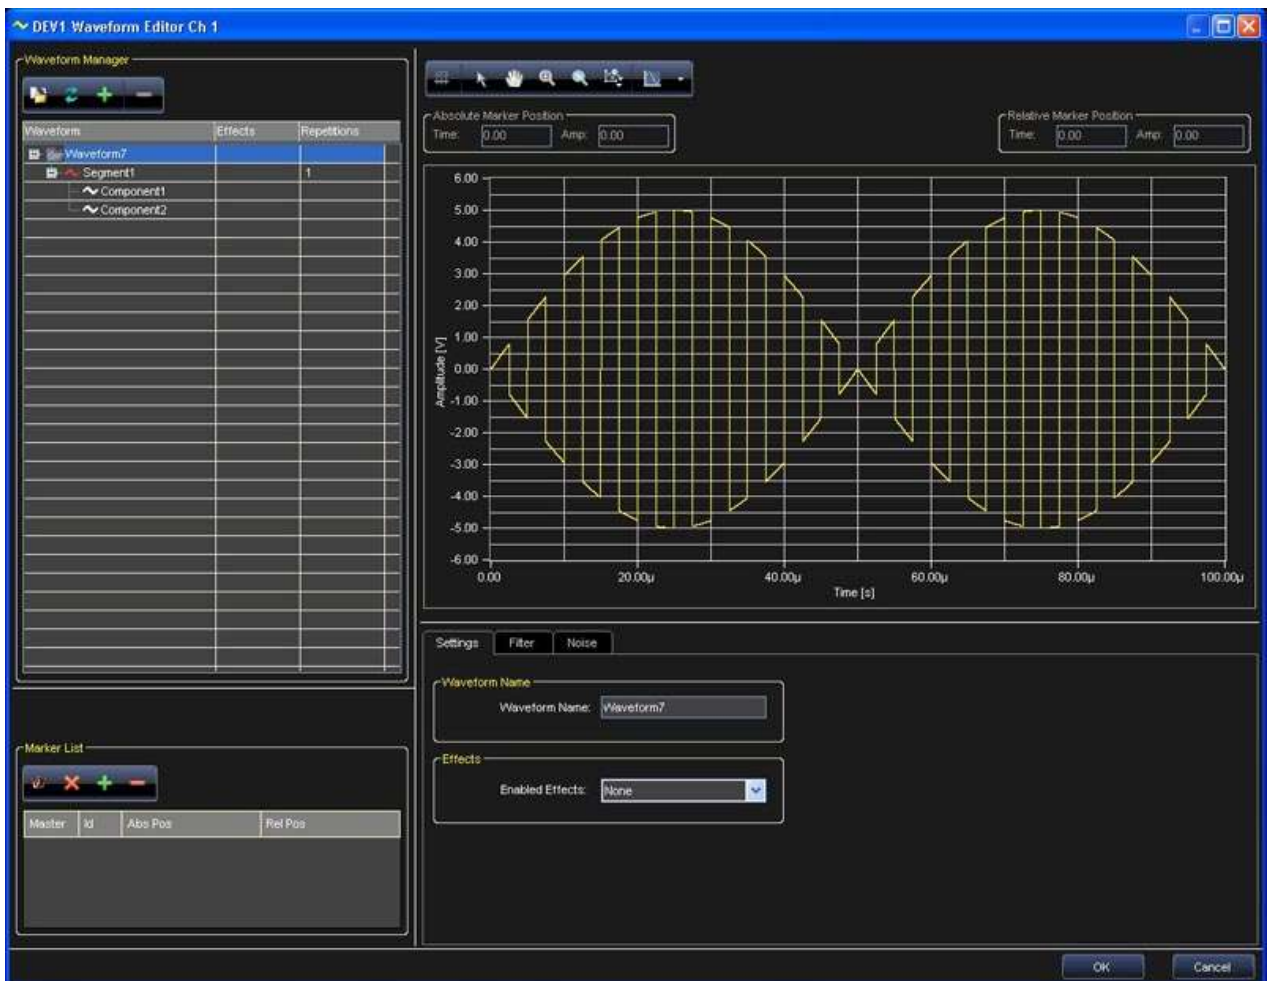 DEV1 Waveform Editor Ch 1
Waveform Manager
Waveform Effects Repetitions
Waveform7
Segment1 1
Component1
Component2
Marker List
Master Id Abs Pos Rel Pos
Absolute Marker Position
Time: 0.00 Amp: 0.00
Relative Marker Position
Time: 0.00 Amp: 0.00
Amplitude [V]
6.00
5.00
4.00
3.00
2.00
1.00
0.00
-1.00
-2.00
-3.00
-4.00
-5.00
-6.00
0.00 20.00µ 40.00µ 60.00µ 80.00µ 100.00µ
Time [s]
Settings Filter Noise
Waveform Name
Waveform Name: Waveform7
Effects
Enabled Effects: None
OK Cancel